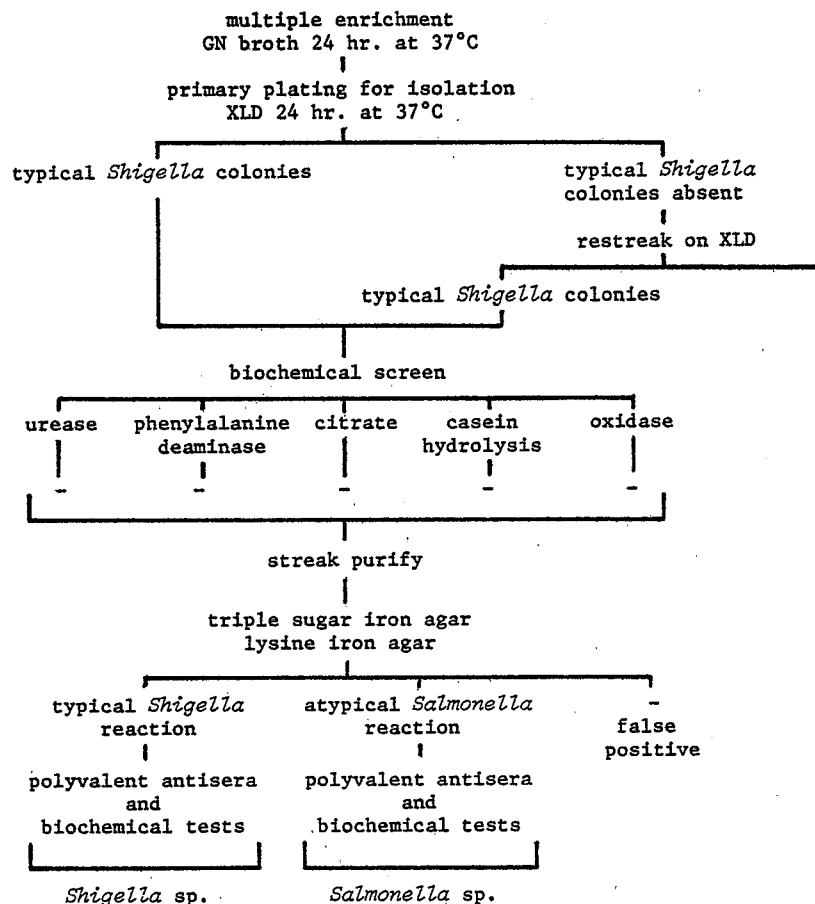 multiple enrichment
GN broth 24 hr. at 37°C
primary plating for isolation
XLD 24 hr. at 37°C
typical Shigella colonies
typical Shigella
colonies absent
restreak on XLD
typical Shigella colonies
biochemical screen
urease phenylalanine citrate casein oxidase
deaminase hydrolysis
- - - - -
streak purify
triple sugar iron agar
lysine iron agar
typical Shigella atypical Salmonella -
reaction reaction false
positive
polyvalent antisera polyvalent antisera
and and
biochemical tests biochemical tests
Shigella sp. Salmonella sp.